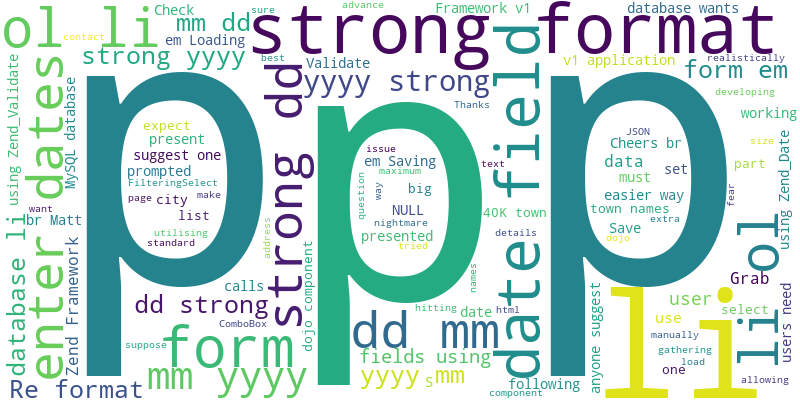 ol li
Check
sure
mm dd
em Loading
strong yyyy
contact
best
advance
strong
Framework v1
format
database wants
v1 application
realistically
form em
developing
Validate
yyyy strong
Thanks
using Zend_Validate
enter dates
MySQL database
p
expect
present
suggest one
prompted
FilteringSelect
page
city
make
list
utilising
standard
want
br Matt
database li
Zend Framework
strong dd
address
p
issue
text
em Saving
maximum
way
big
question
NULL
nightmare
presented
tried
names
40K town
details
date field
p
JSON
Cheers br
data
set
must
easier way
town names
Save
extra
dojo
fear
working
size
part
using Zend_Date
ol
Grab
calls
dd strong
ComboBox
dojo component
hitting
date
html
dd mm
form
suppose
mm yyyy
Re format
fields using
yyyy
s
mm
following
component
anyone suggest
li
user
use
select
manually
gathering
load
one
li
users need
allowing